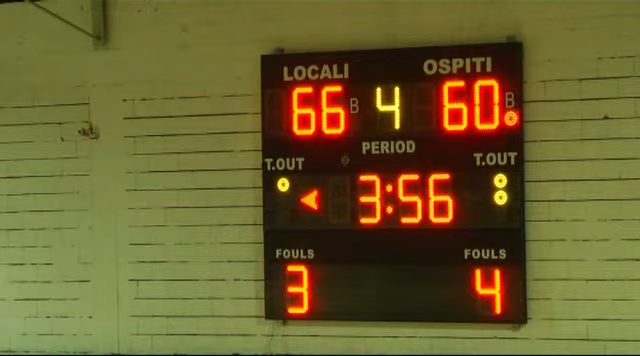 LOCALI OSPITI
66 B 4 60 B
PERIOD
T.OUT T.OUT
3:56
FOULS FOULS
3 4